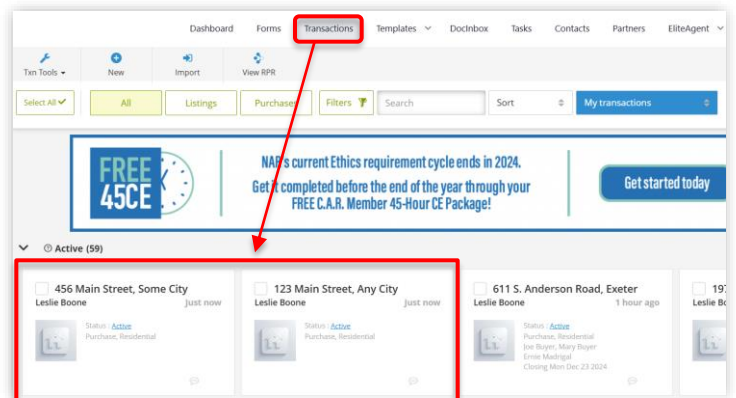 Dashboard Forms Transactions Templates DocInbox Tasks Contacts Partners EliteAgent
Txn Tools New Import View RPR
Select All All Listings Purchases Filters Search Sort My transactions
FREE 45CE
NAR's current Ethics requirement cycle ends in 2024.
Get it completed before the end of the year through your
FREE C.A.R. Member 45-Hour CE Package!
Get started today
Active (59)
456 Main Street, Some City
Leslie Boone Just now
Status : Active
Purchase, Residential
123 Main Street, Any City
Leslie Boone Just now
Status : Active
Purchase, Residential
611 S. Anderson Road, Exeter
Leslie Boone 1 hour ago
Status : Active
Purchase, Residential
Joe Buyer, Mary Buyer
Ernie Madrigal
Closing Mon Dec 23 2024
197
Leslie Bo